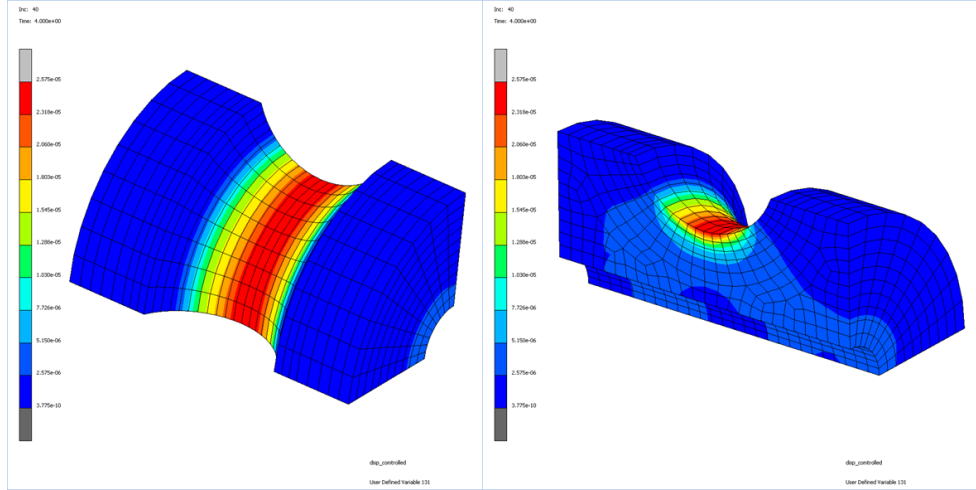 Inc: 40
Time: 4.000e+00
2.575e-05
2.318e-05
2.060e-05
1.803e-05
1.545e-05
1.288e-05
1.030e-05
7.726e-06
5.150e-06
2.575e-06
3.775e-10
disp_controlled
User Defined Variable 131
Inc: 40
Time: 4.000e+00
2.575e-05
2.318e-05
2.060e-05
1.803e-05
1.545e-05
1.288e-05
1.030e-05
7.726e-06
5.150e-06
2.575e-06
3.775e-10
disp_controlled
User Defined Variable 131